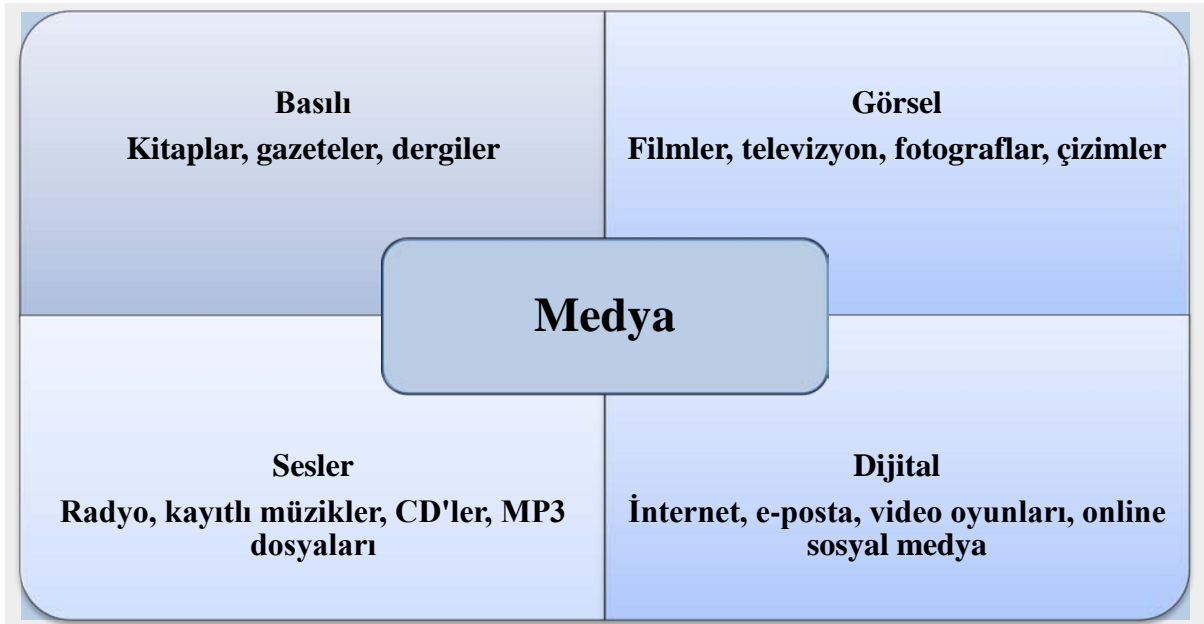 Basılı
Kitaplar, gazeteler, dergiler
Görsel
Filmler, televizyon, fotograflar, çizimler
Medya
Sesler
Radyo, kayıtlı müzikler, CD'ler, MP3
dosyaları
Dijital
İnternet, e-posta, video oyunları, online
sosyal medya